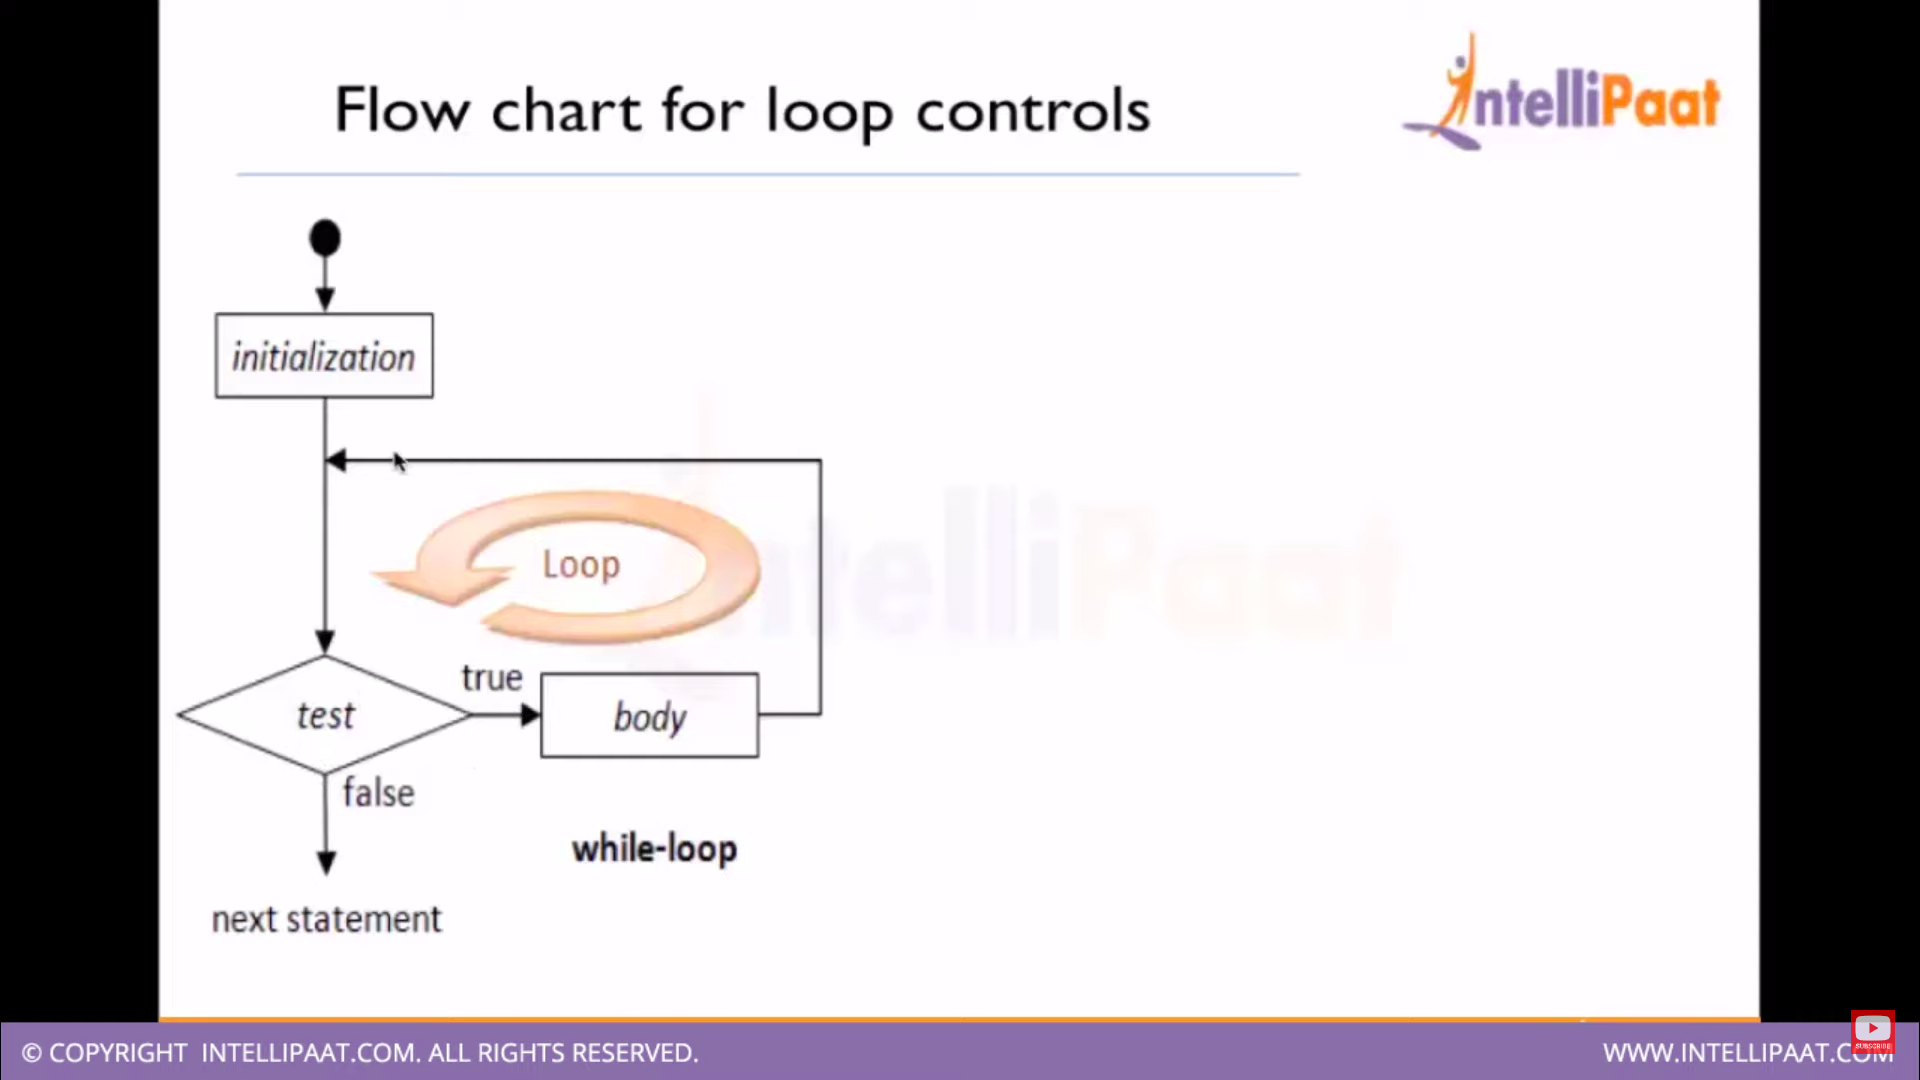 Flow chart for loop controls
IntelliPaat
initialization
Loop
true
test
body
false
while-loop
next statement
© COPYRIGHT INTELLIPAAT.COM. ALL RIGHTS RESERVED.
WWW.INTELLIPAAT.COM
SUBSCRIBE